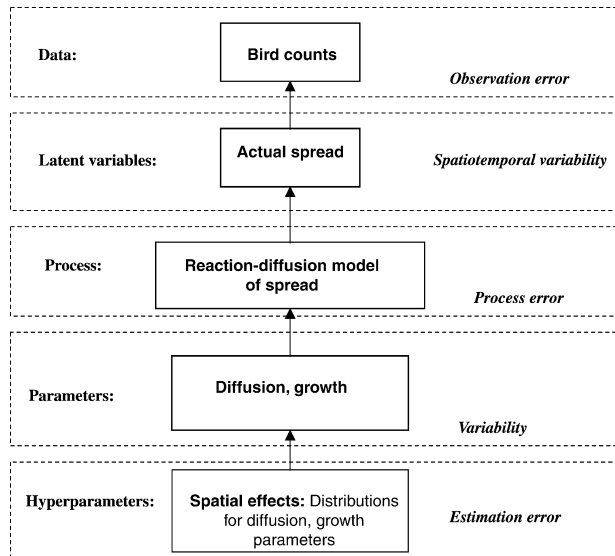 Data:
Bird counts
Observation error
Latent variables:
Actual spread
Spatiotemporal variability
Process:
Reaction-diffusion model
of spread
Process error
Parameters:
Diffusion, growth
Variability
Hyperparameters:
Spatial effects: Distributions
for diffusion, growth
parameters
Estimation error